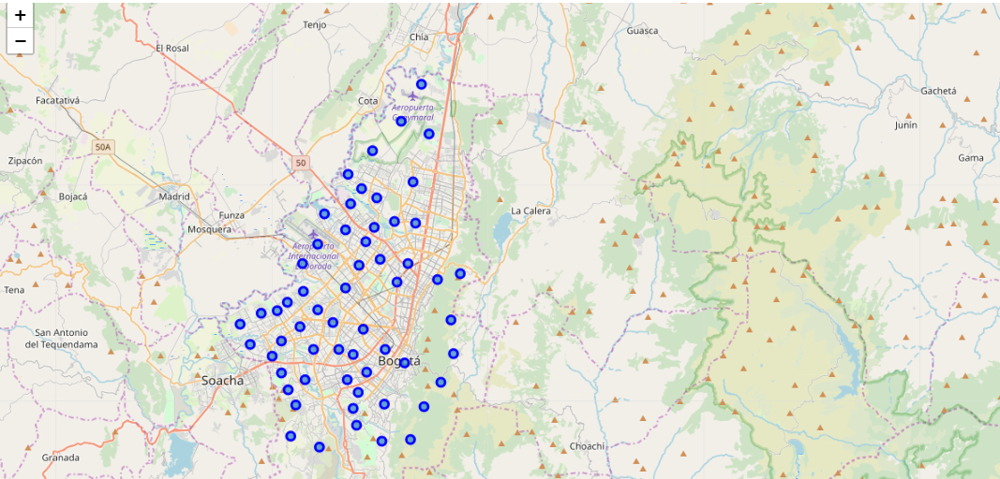 +
−
Tenjo
Chía
Guasca
El Rosal
Facatativá
Cota
Gachetá
Aeropuerto
Guaymaral
Junin
50A
50
Zipacón
Gama
Bojacá
Madrid
Funza
Mosquera
La Calera
Aeropuerto
Internacional
El Dorado
Tena
San Antonio
del Tequendama
Bogotá
Soacha
Choachí
Granada